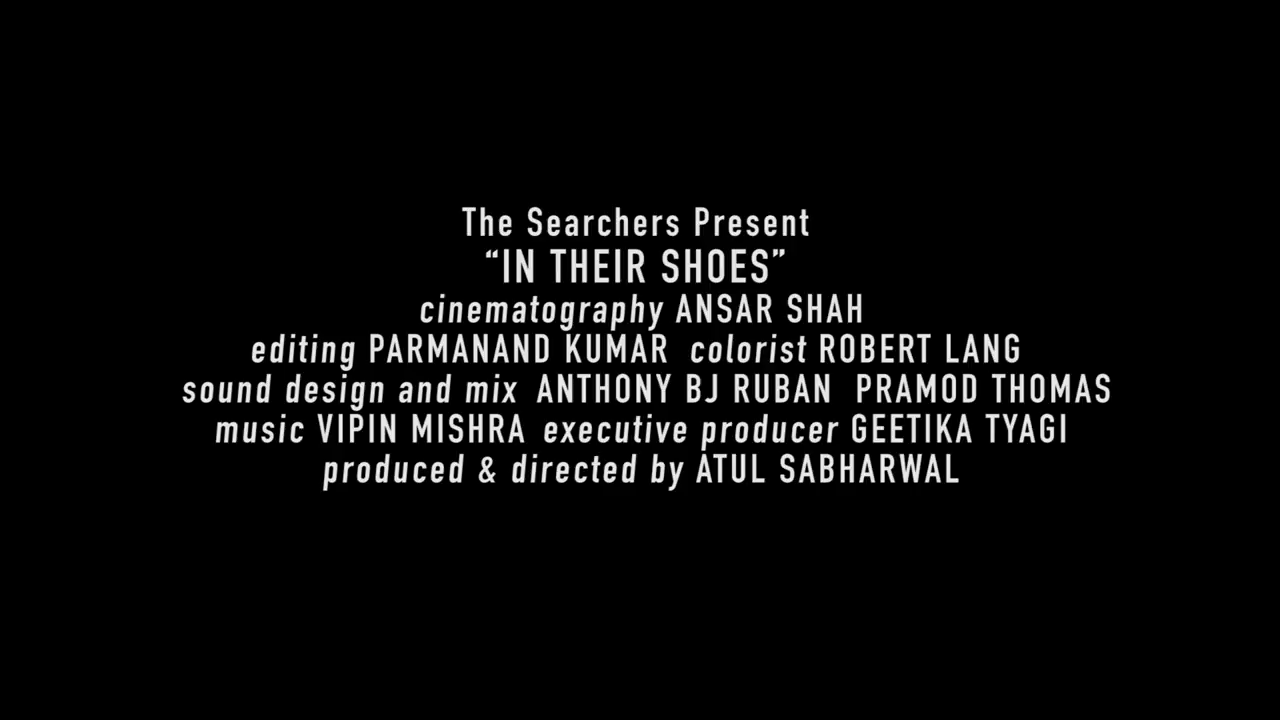 The Searchers Present
“IN THEIR SHOES”
cinematography ANSAR SHAH
editing PARMANAND KUMAR colorist ROBERT LANG
sound design and mix ANTHONY BJ RUBAN PRAMOD THOMAS
music VIPIN MISHRA executive producer GEETIKA TYAGI
produced & directed by ATUL SABHARWAL